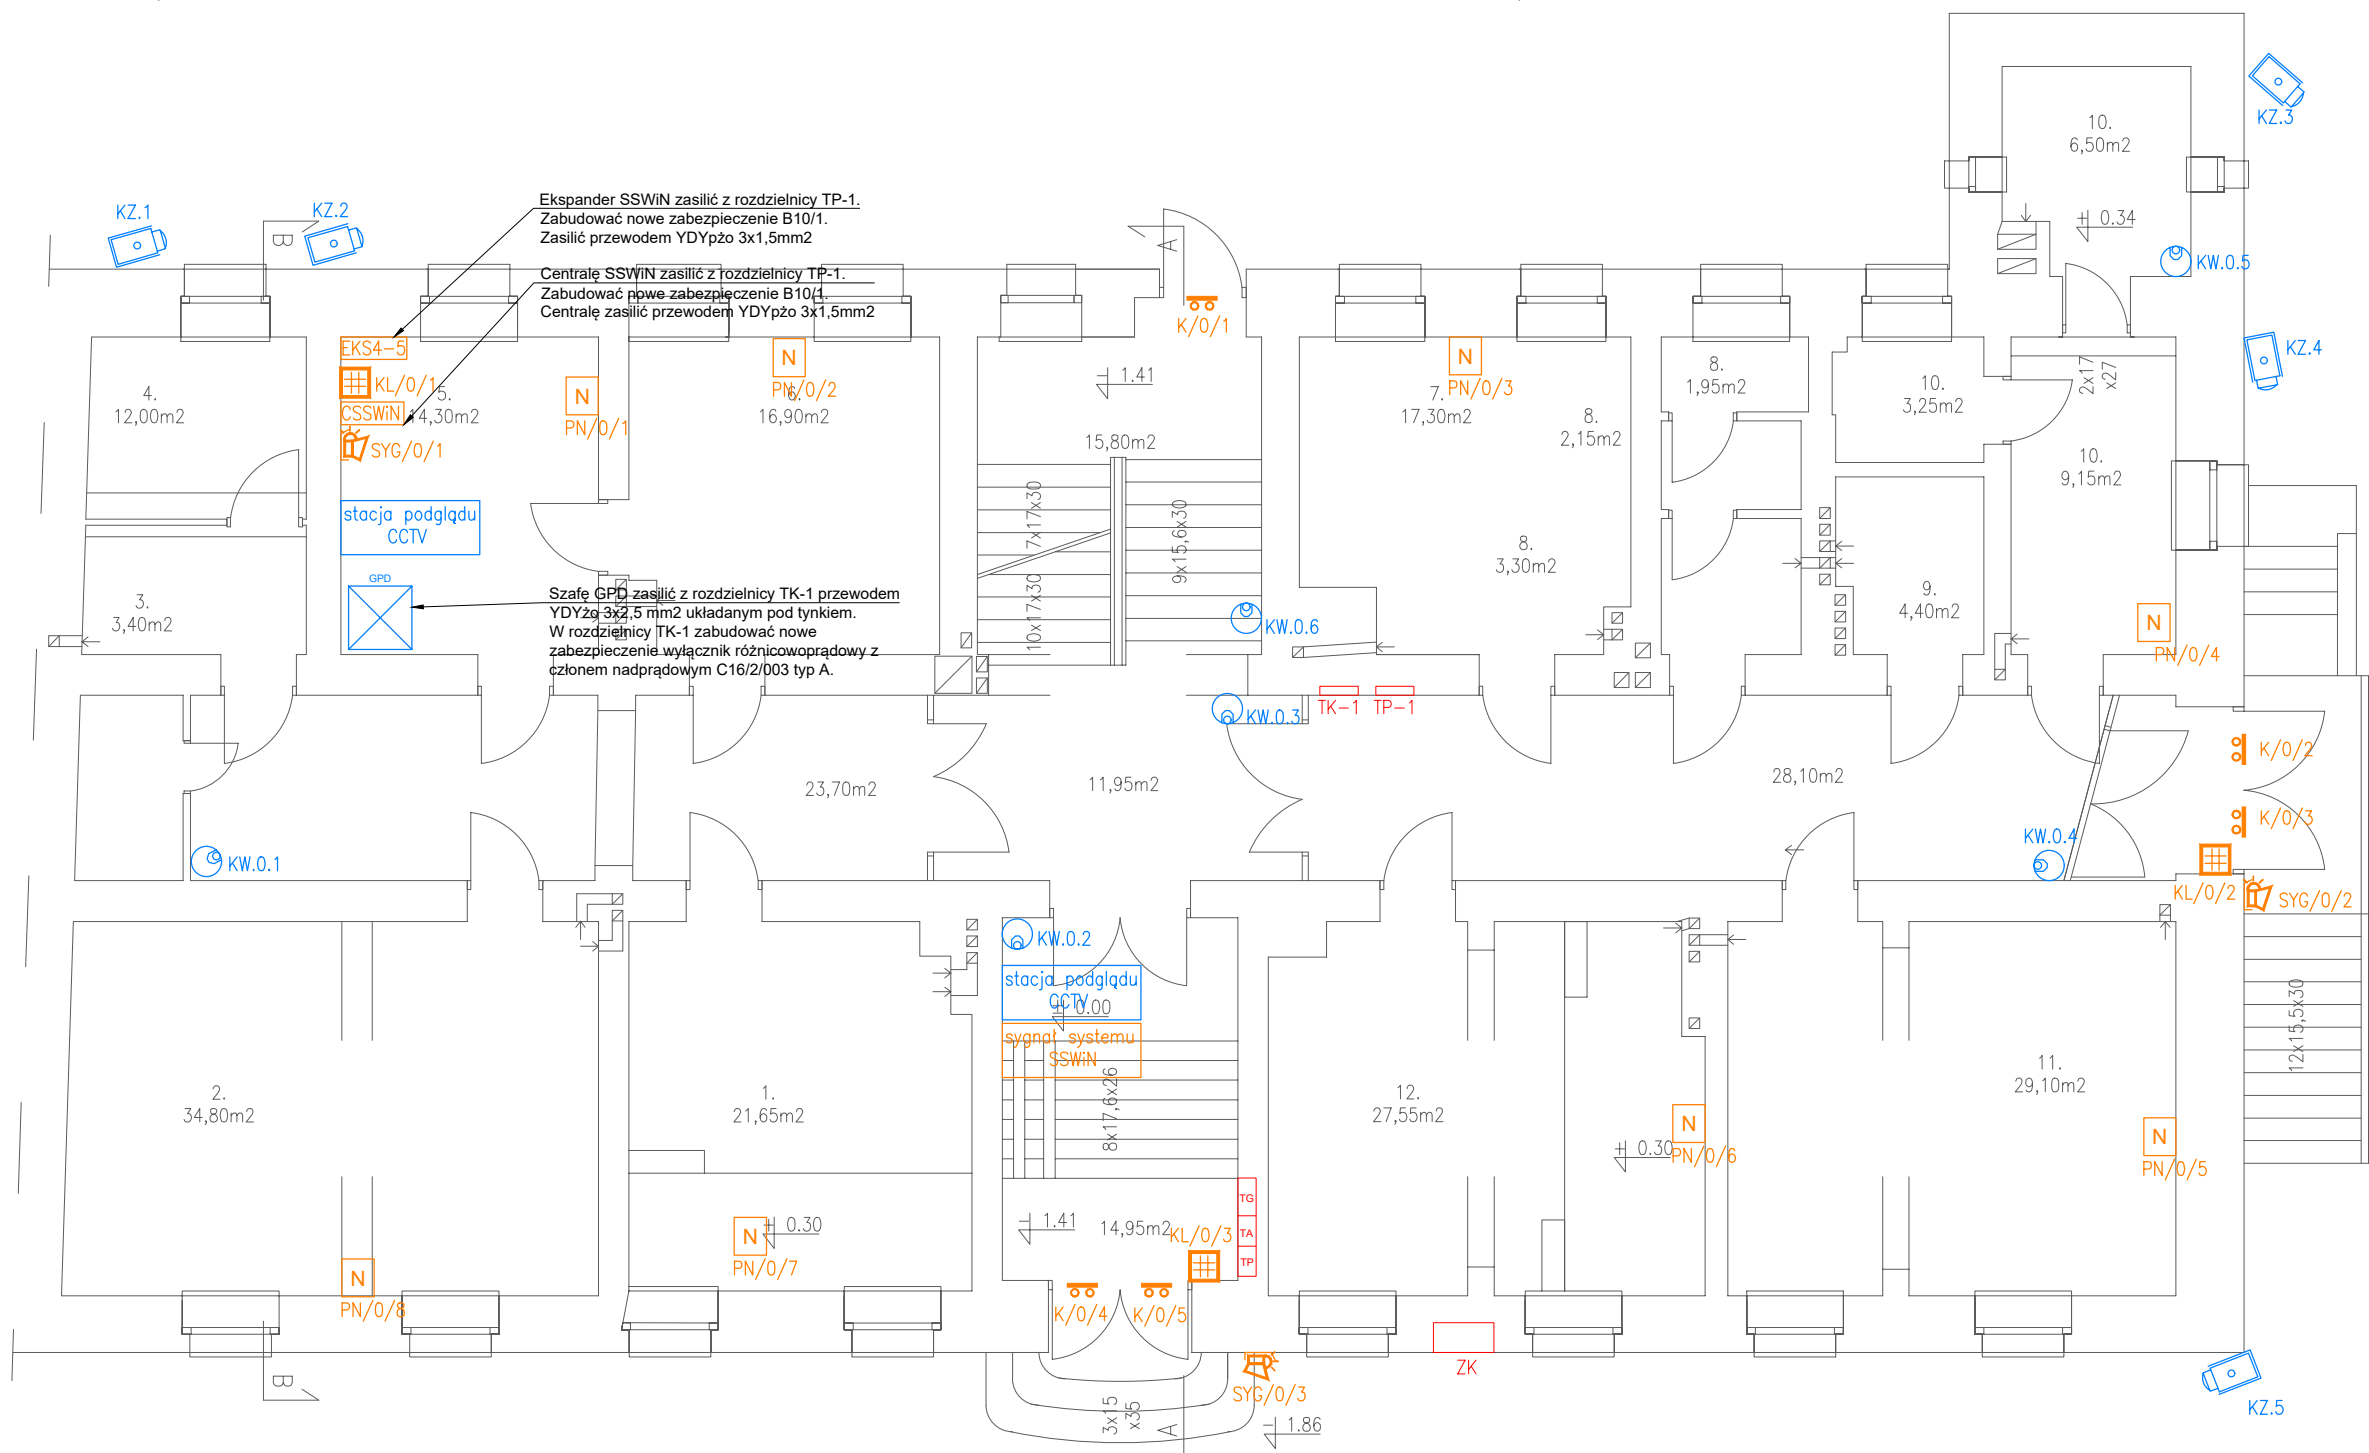 10.
6,50m2
KZ.3
KZ.1
KZ.2
B
Ekspander SSWiN zasilić z rozdzielnicy TP-1.
Zabudować nowe zabezpieczenie B10/1.
Zasilić przewodem YDYpżo 3x1,5mm2
Centralę SSWiN zasilić z rozdzielnicy TP-1.
Zabudować nowe zabezpieczenie B10/1.
Centralę zasilić przewodem YDYpżo 3x1,5mm2
A
K/0/1
± 0.34
KW.0.5
KZ.4
EKS4-5
KL/0/1
CSSWiN
SYG/0/1
4.
12,00m2
5.
14,30m2
N
PN/0/1
N
PN/0/2
6.
16,90m2
- 1.41
15,80m2
7x17x30
10x17x30
9x15,6x30
N
PN/0/3
7.
17,30m2
8.
2,15m2
8.
1,95m2
8.
3,30m2
10.
3,25m2
2x17
x27
10.
9,15m2
9.
4,40m2
N
PN/0/4
stacja podglądu
CCTV
GPD
Szafę GPD zasilić z rozdzielnicy TK-1 przewodem
YDYżo 3x2,5 mm2 układanym pod tynkiem.
W rozdzielnicy TK-1 zabudować nowe
zabezpieczenie wyłącznik różnicowoprądowy z
członem nadprądowym C16/2/003 typ A.
3.
3,40m2
KW.0.6
KW.0.3
TK-1
TP-1
23,70m2
11,95m2
28,10m2
K/0/2
K/0/3
KW.0.1
KW.0.4
KL/0/2
SYG/0/2
KW.0.2
stacja podglądu
CCTV
± 0.00
sygnał systemu
SSWiN
8x17,6x26
12x15,5x30
2.
34,80m2
1.
21,65m2
12.
27,55m2
11.
29,10m2
± 0.30
N
PN/0/6
N
PN/0/5
N
PN/0/7
± 0.30
- 1.41
14,95m2
KL/0/3
TG
TA
TP
N
PN/0/8
K/0/4
K/0/5
ZK
SYG/0/3
B
3x15
x35
A
- 1.86
KZ.5